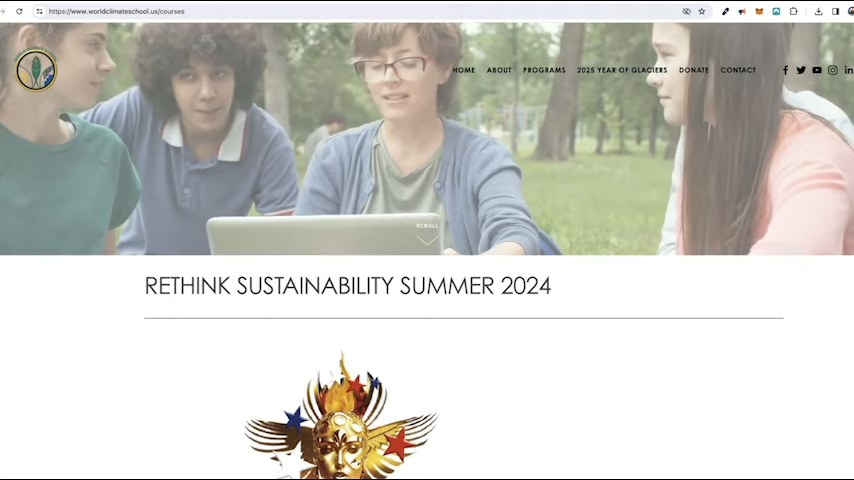 https://www.worldclimateschool.us/courses
HOME ABOUT PROGRAMS 2025 YEAR OF GLACIERS DONATE CONTACT
SCROLL
RETHINK SUSTAINABILITY SUMMER 2024